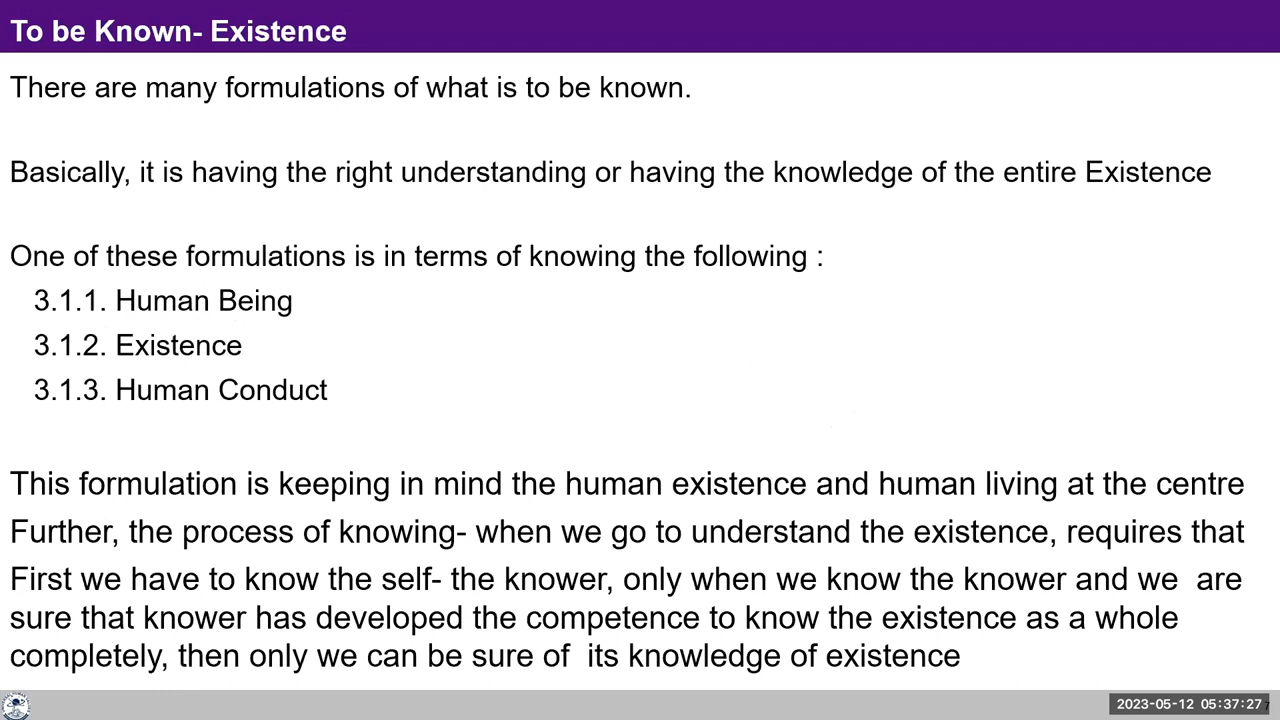 To be Known- Existence
There are many formulations of what is to be known.
Basically, it is having the right understanding or having the knowledge of the entire Existence
One of these formulations is in terms of knowing the following :
3.1.1. Human Being
3.1.2. Existence
3.1.3. Human Conduct
This formulation is keeping in mind the human existence and human living at the centre
Further, the process of knowing- when we go to understand the existence, requires that
First we have to know the self- the knower, only when we know the knower and we are
sure that knower has developed the competence to know the existence as a whole
completely, then only we can be sure of its knowledge of existence
2023-05-12 05:37:27